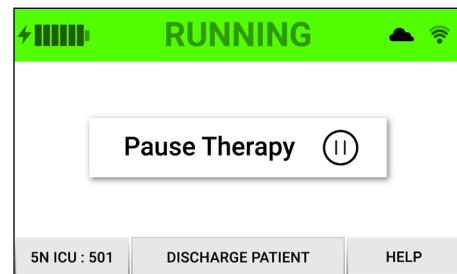 RUNNING
Pause Therapy
5N ICU : 501
DISCHARGE PATIENT
HELP